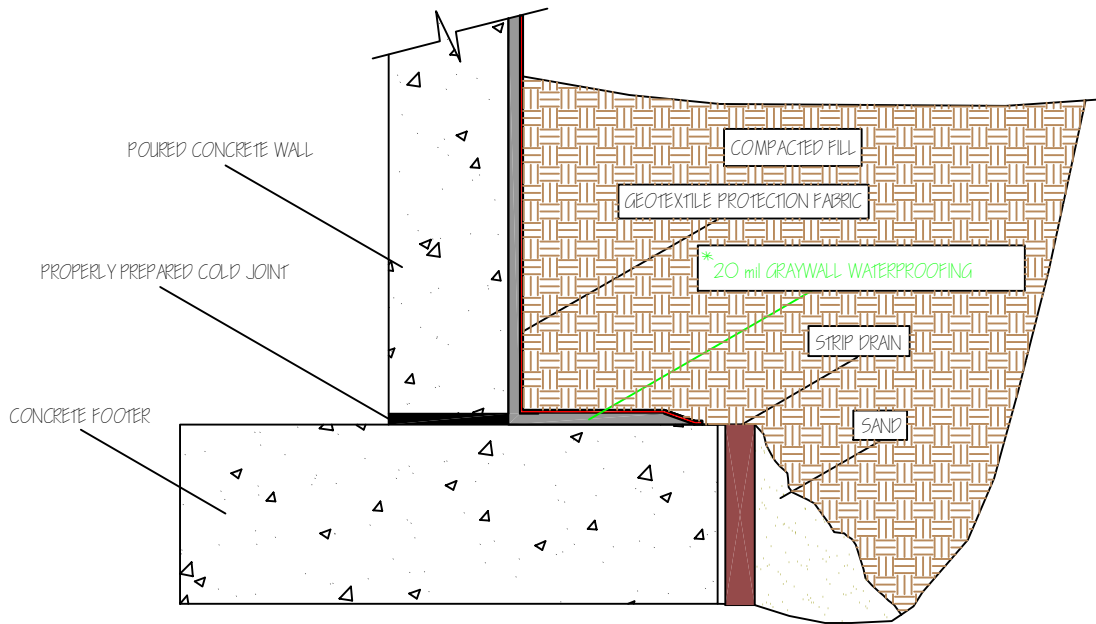 COMPACTED FILL
POURED CONCRETE WALL
GEOTEXTILE PROTECTION FABRIC
PROPERLY PREPARED COLD JOINT
* 20 mil GRAYWALL WATERPROOFING
STRIP DRAIN
CONCRETE FOOTER
SAND